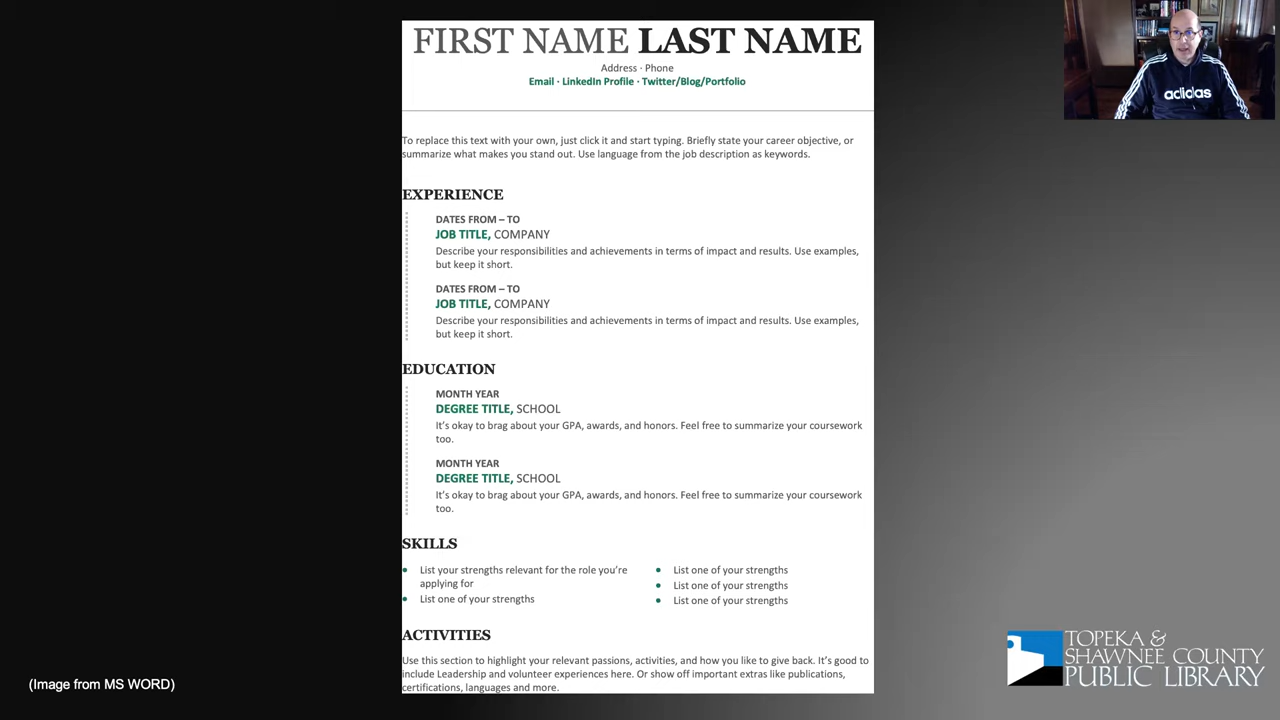 FIRST NAME LAST NAME
Address · Phone
Email · LinkedIn Profile · Twitter/Blog/Portfolio
adidas
To replace this text with your own, just click it and start typing. Briefly state your career objective, or
summarize what makes you stand out. Use language from the job description as keywords.
EXPERIENCE
DATES FROM – TO
JOB TITLE, COMPANY
Describe your responsibilities and achievements in terms of impact and results. Use examples,
but keep it short.
DATES FROM – TO
JOB TITLE, COMPANY
Describe your responsibilities and achievements in terms of impact and results. Use examples,
but keep it short.
EDUCATION
MONTH YEAR
DEGREE TITLE, SCHOOL
It’s okay to brag about your GPA, awards, and honors. Feel free to summarize your coursework
too.
MONTH YEAR
DEGREE TITLE, SCHOOL
It’s okay to brag about your GPA, awards, and honors. Feel free to summarize your coursework
too.
SKILLS
• List your strengths relevant for the role you’re
applying for
• List one of your strengths
• List one of your strengths
• List one of your strengths
• List one of your strengths
ACTIVITIES
Use this section to highlight your relevant passions, activities, and how you like to give back. It’s good to
include Leadership and volunteer experiences here. Or show off important extras like publications,
certifications, languages and more.
(Image from MS WORD)
TOPEKA &
SHAWNEE COUNTY
PUBLIC LIBRARY